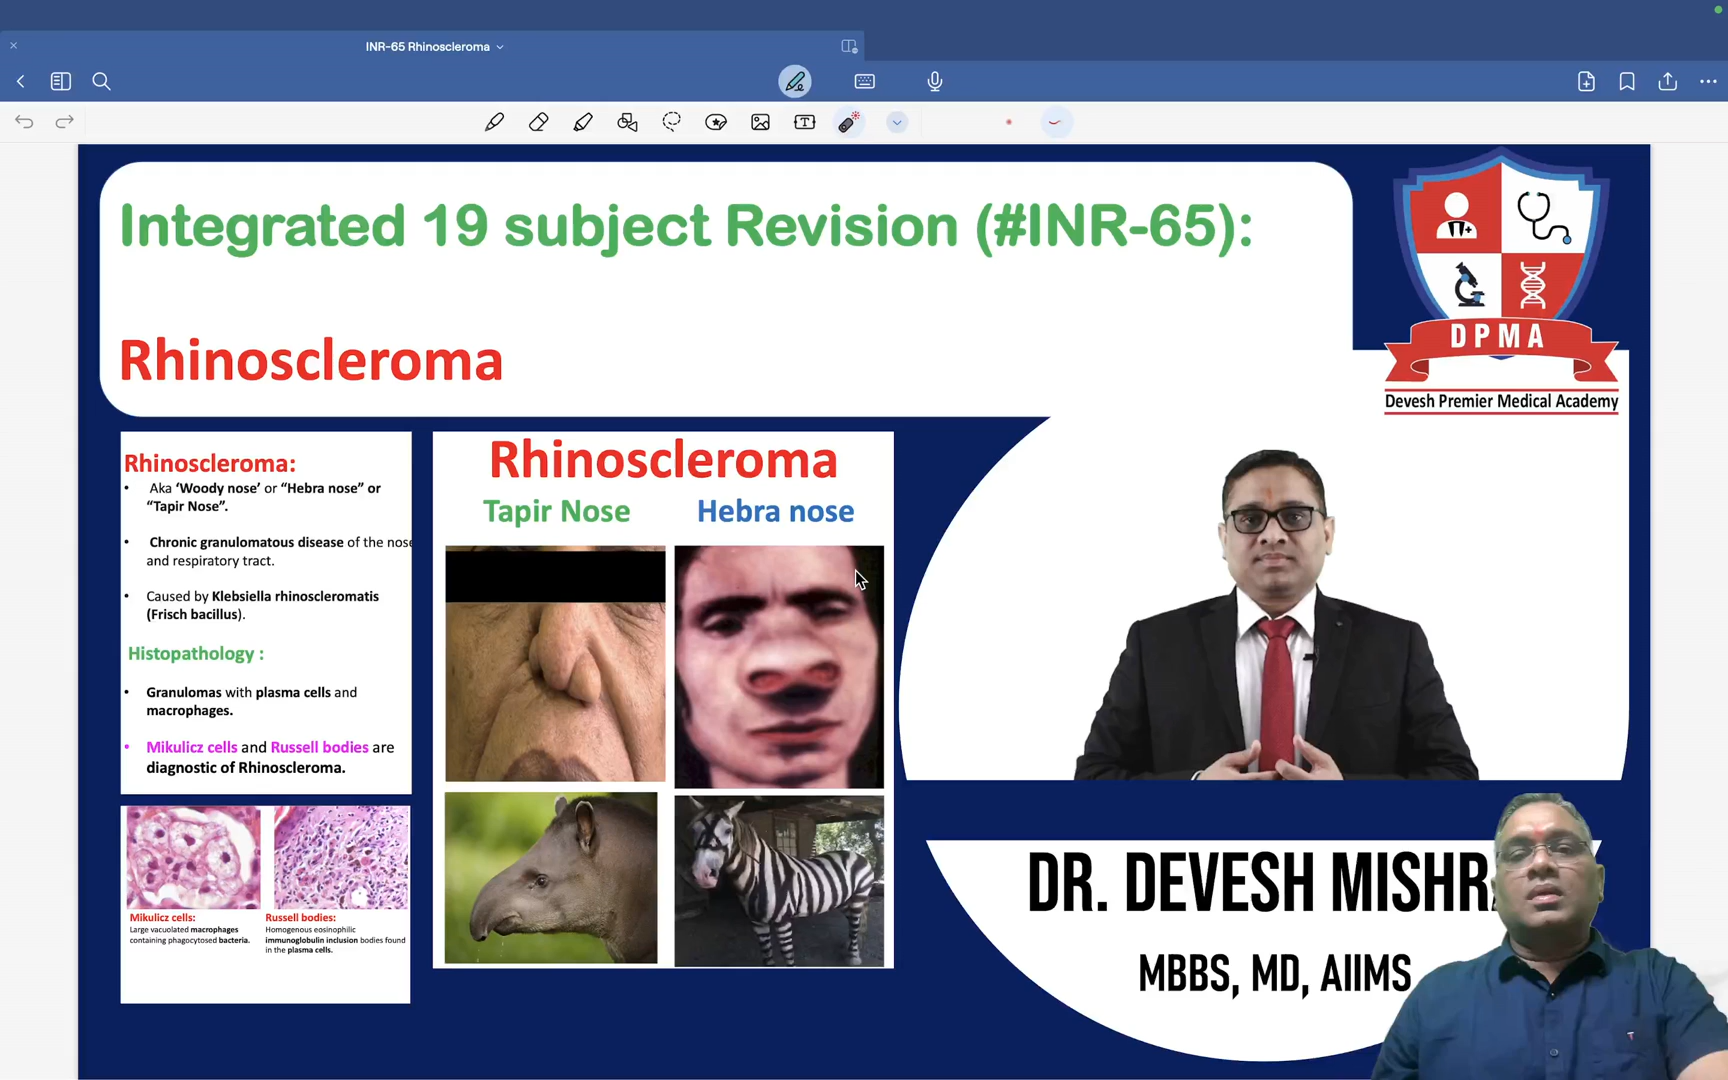 INR-65 Rhinoscleroma
Integrated 19 subject Revision (#INR-65):
Rhinoscleroma
DPMA
Devesh Premier Medical Academy
Rhinoscleroma:
• Aka ‘Woody nose’ or “Hebra nose” or
“Tapir Nose”.
• Chronic granulomatous disease of the nose
and respiratory tract.
• Caused by Klebsiella rhinoscleromatis
(Frisch bacillus).
Histopathology :
• Granulomas with plasma cells and
macrophages.
• Mikulicz cells and Russell bodies are
diagnostic of Rhinoscleroma.
Mikulicz cells:
Large vacuolated macrophages
containing phagocytosed bacteria.
Russell bodies:
Homogenous eosinophilic
immunoglobulin inclusion bodies found
in the plasma cells.
Rhinoscleroma
Tapir Nose
Hebra nose
DR. DEVESH MISHRA
MBBS, MD, AIIMS